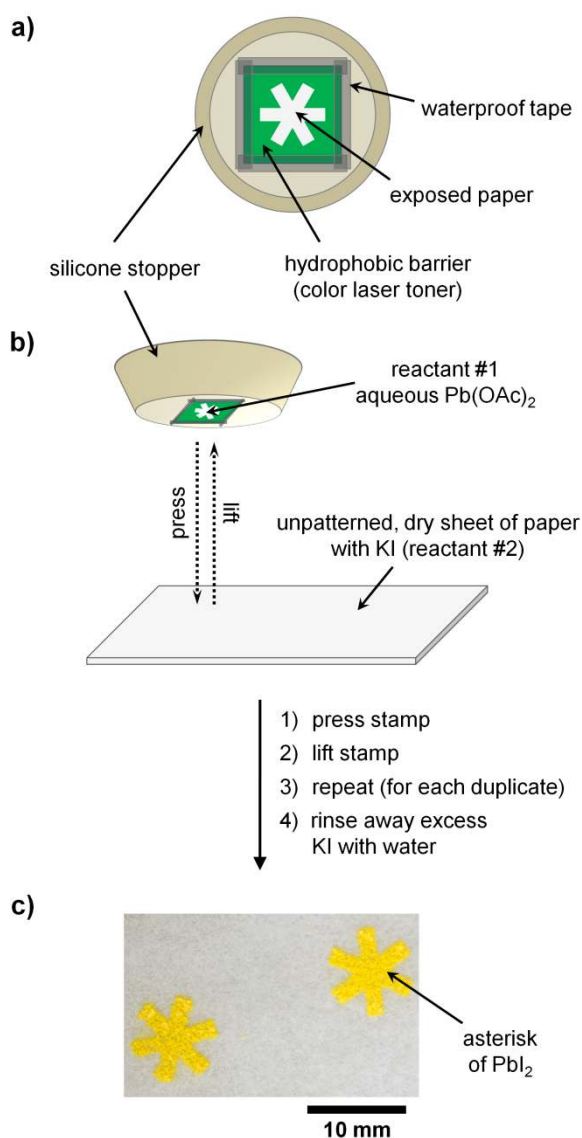 a)
waterproof tape
exposed paper
silicone stopper
hydrophobic barrier
(color laser toner)
b)
reactant #1
aqueous Pb(OAc)₂
press
lift
unpatterned, dry sheet of paper
with KI (reactant #2)
1) press stamp
2) lift stamp
3) repeat (for each duplicate)
4) rinse away excess
KI with water
c)
asterisk
of PbI₂
10 mm